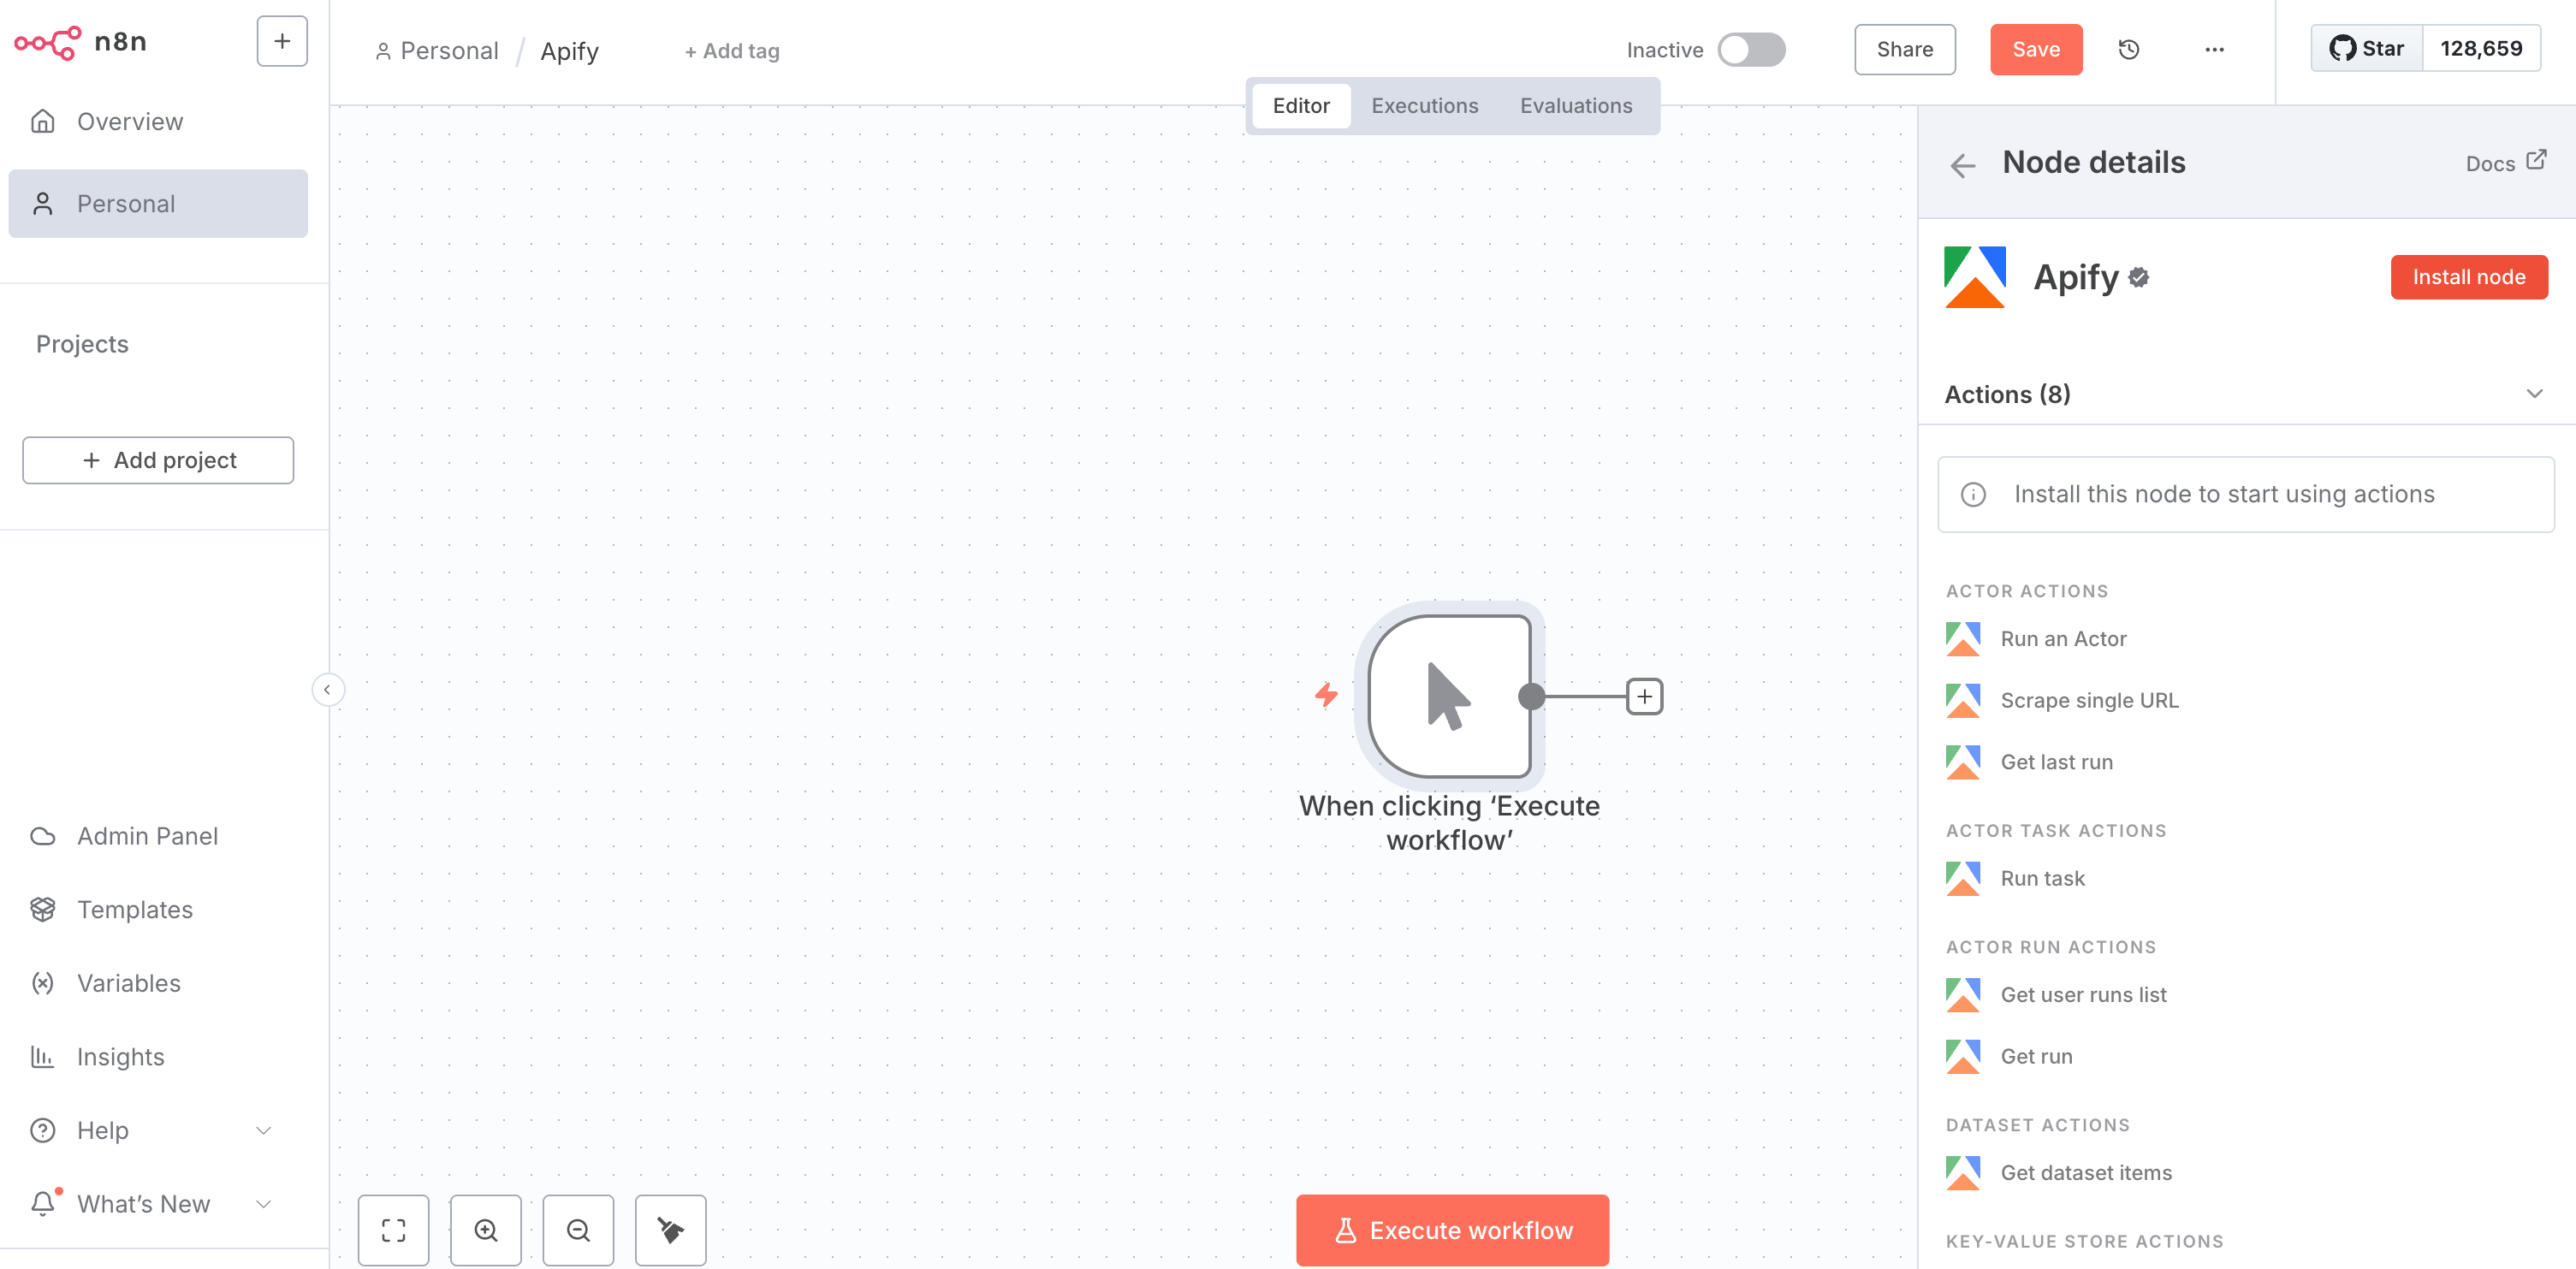 n8n
Overview
Personal
Projects
+ Add project
Admin Panel
Templates
Variables
Insights
Help
What’s New
Personal / Apify
+ Add tag
Inactive
Share
Save
Star
128,659
Editor
Executions
Evaluations
When clicking ‘Execute
workflow’
Execute workflow
Node details
Docs
Apify
Install node
Actions (8)
Install this node to start using actions
ACTOR ACTIONS
Run an Actor
Scrape single URL
Get last run
ACTOR TASK ACTIONS
Run task
ACTOR RUN ACTIONS
Get user runs list
Get run
DATASET ACTIONS
Get dataset items
KEY-VALUE STORE ACTIONS